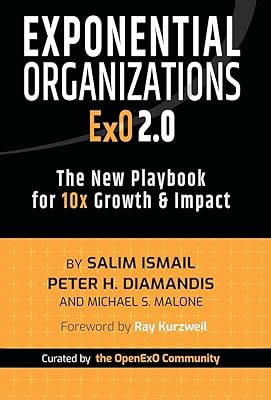 EXPONENTIAL
ORGANIZATIONS
ExO 2.0
The New Playbook
for 10x Growth & Impact
BY SALIM ISMAIL
PETER H. DIAMANDIS
AND MICHAEL S. MALONE
Foreword by Ray Kurzweil
Curated by the OpenExO Community